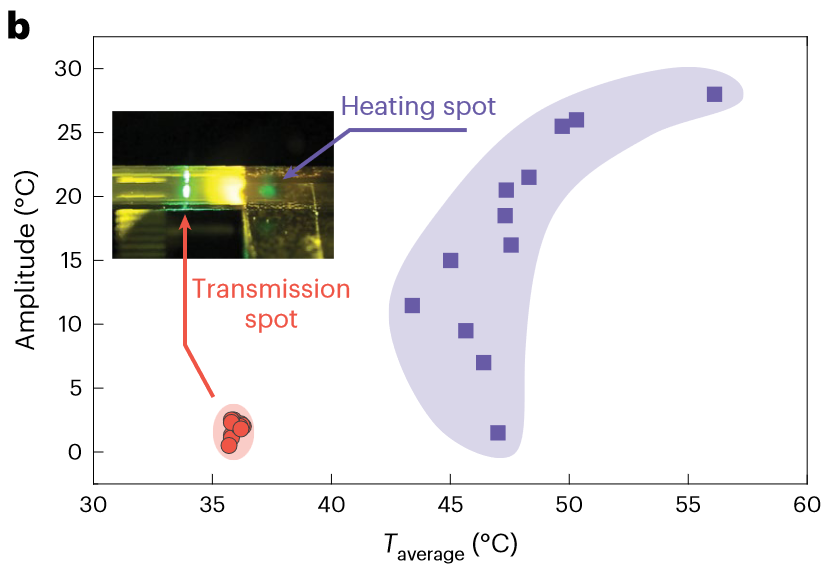 b
30
25
20
15
10
5
0
Amplitude (°C)
Heating spot
Transmission
spot
30 35 40 45 50 55 60
Taverage (°C)